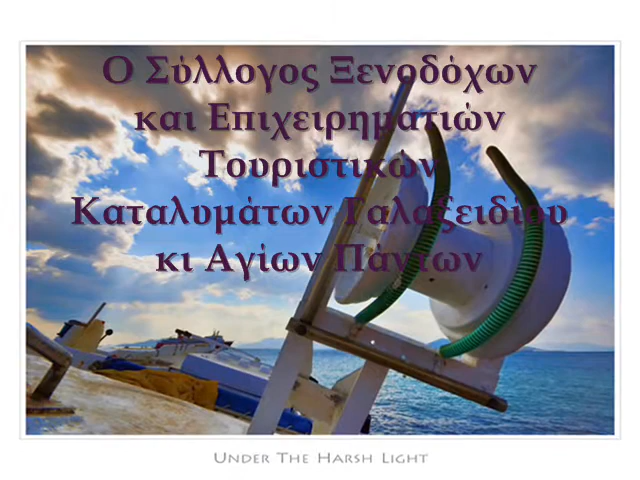 Ο Σύλλογος Ξενοδόχων
και Επιχειρηματιών
Τουριστικών
Καταλυμάτων Γαλαξειδίου
κι Αγίων Πάντων
UNDER THE HARSH LIGHT